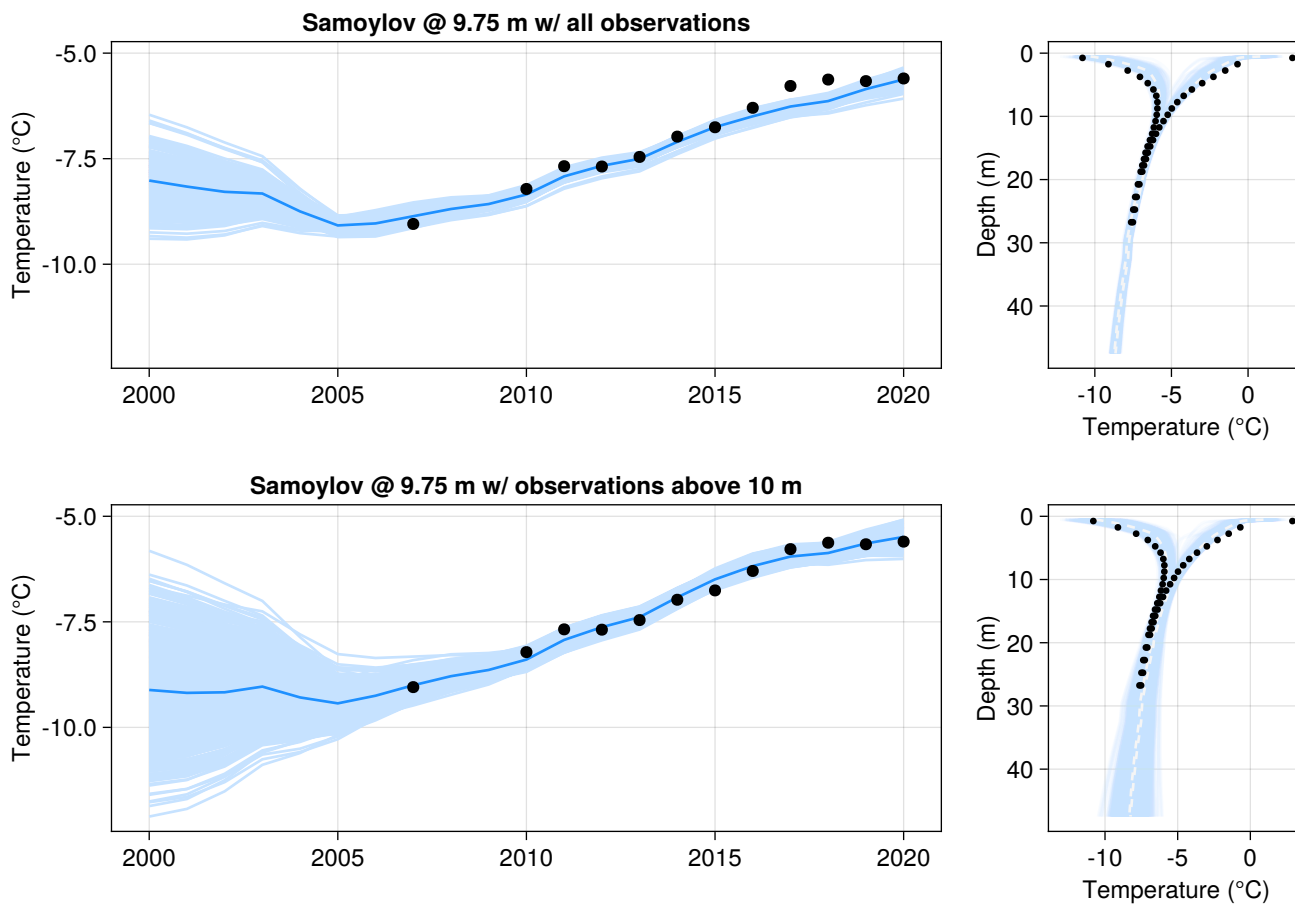 Samoylov @ 9.75 m w/ all observations
-5.0
-7.5
-10.0
Temperature (°C)
2000 2005 2010 2015 2020
0
10
20
30
40
Depth (m)
-10 -5 0
Temperature (°C)
Samoylov @ 9.75 m w/ observations above 10 m
-5.0
-7.5
-10.0
Temperature (°C)
2000 2005 2010 2015 2020
0
10
20
30
40
Depth (m)
-10 -5 0
Temperature (°C)